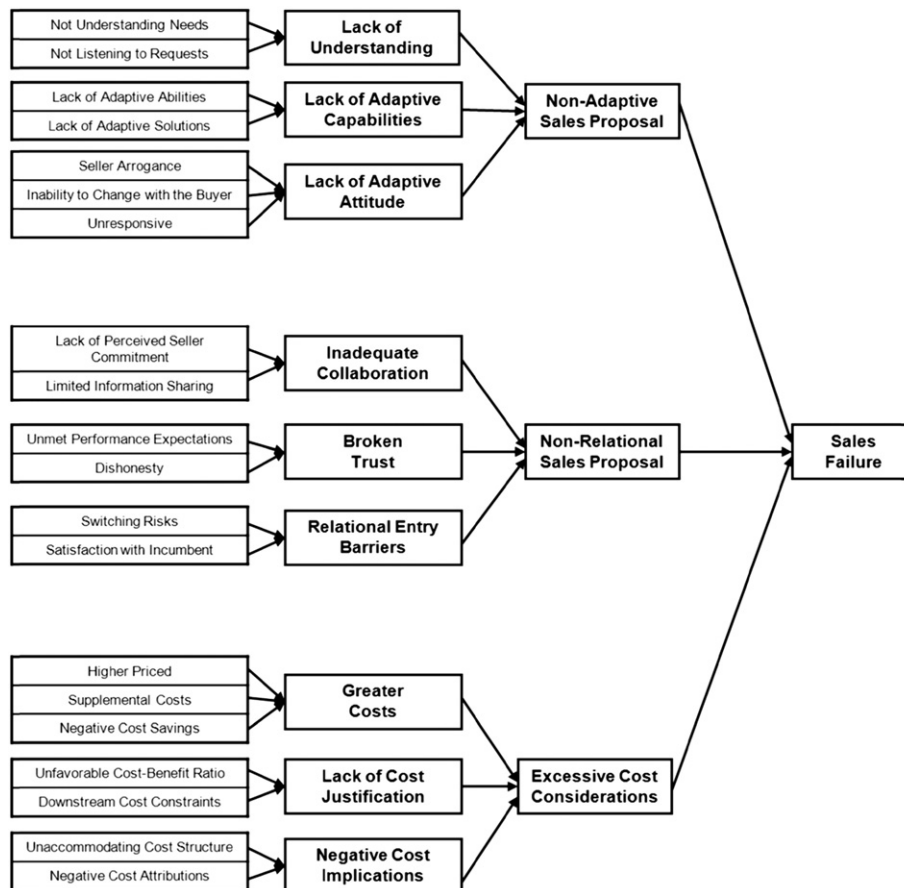 Not Understanding Needs
Not Listening to Requests
Lack of
Understanding
Lack of Adaptive Abilities
Lack of Adaptive Solutions
Lack of Adaptive
Capabilities
Seller Arrogance
Inability to Change with the Buyer
Unresponsive
Lack of Adaptive
Attitude
Non-Adaptive
Sales Proposal
Lack of Perceived Seller
Commitment
Limited Information Sharing
Inadequate
Collaboration
Unmet Performance Expectations
Dishonesty
Broken
Trust
Switching Risks
Satisfaction with Incumbent
Relational Entry
Barriers
Non-Relational
Sales Proposal
Sales
Failure
Higher Priced
Supplemental Costs
Negative Cost Savings
Greater
Costs
Unfavorable Cost-Benefit Ratio
Downstream Cost Constraints
Lack of Cost
Justification
Unaccommodating Cost Structure
Negative Cost Attributions
Negative Cost
Implications
Excessive Cost
Considerations